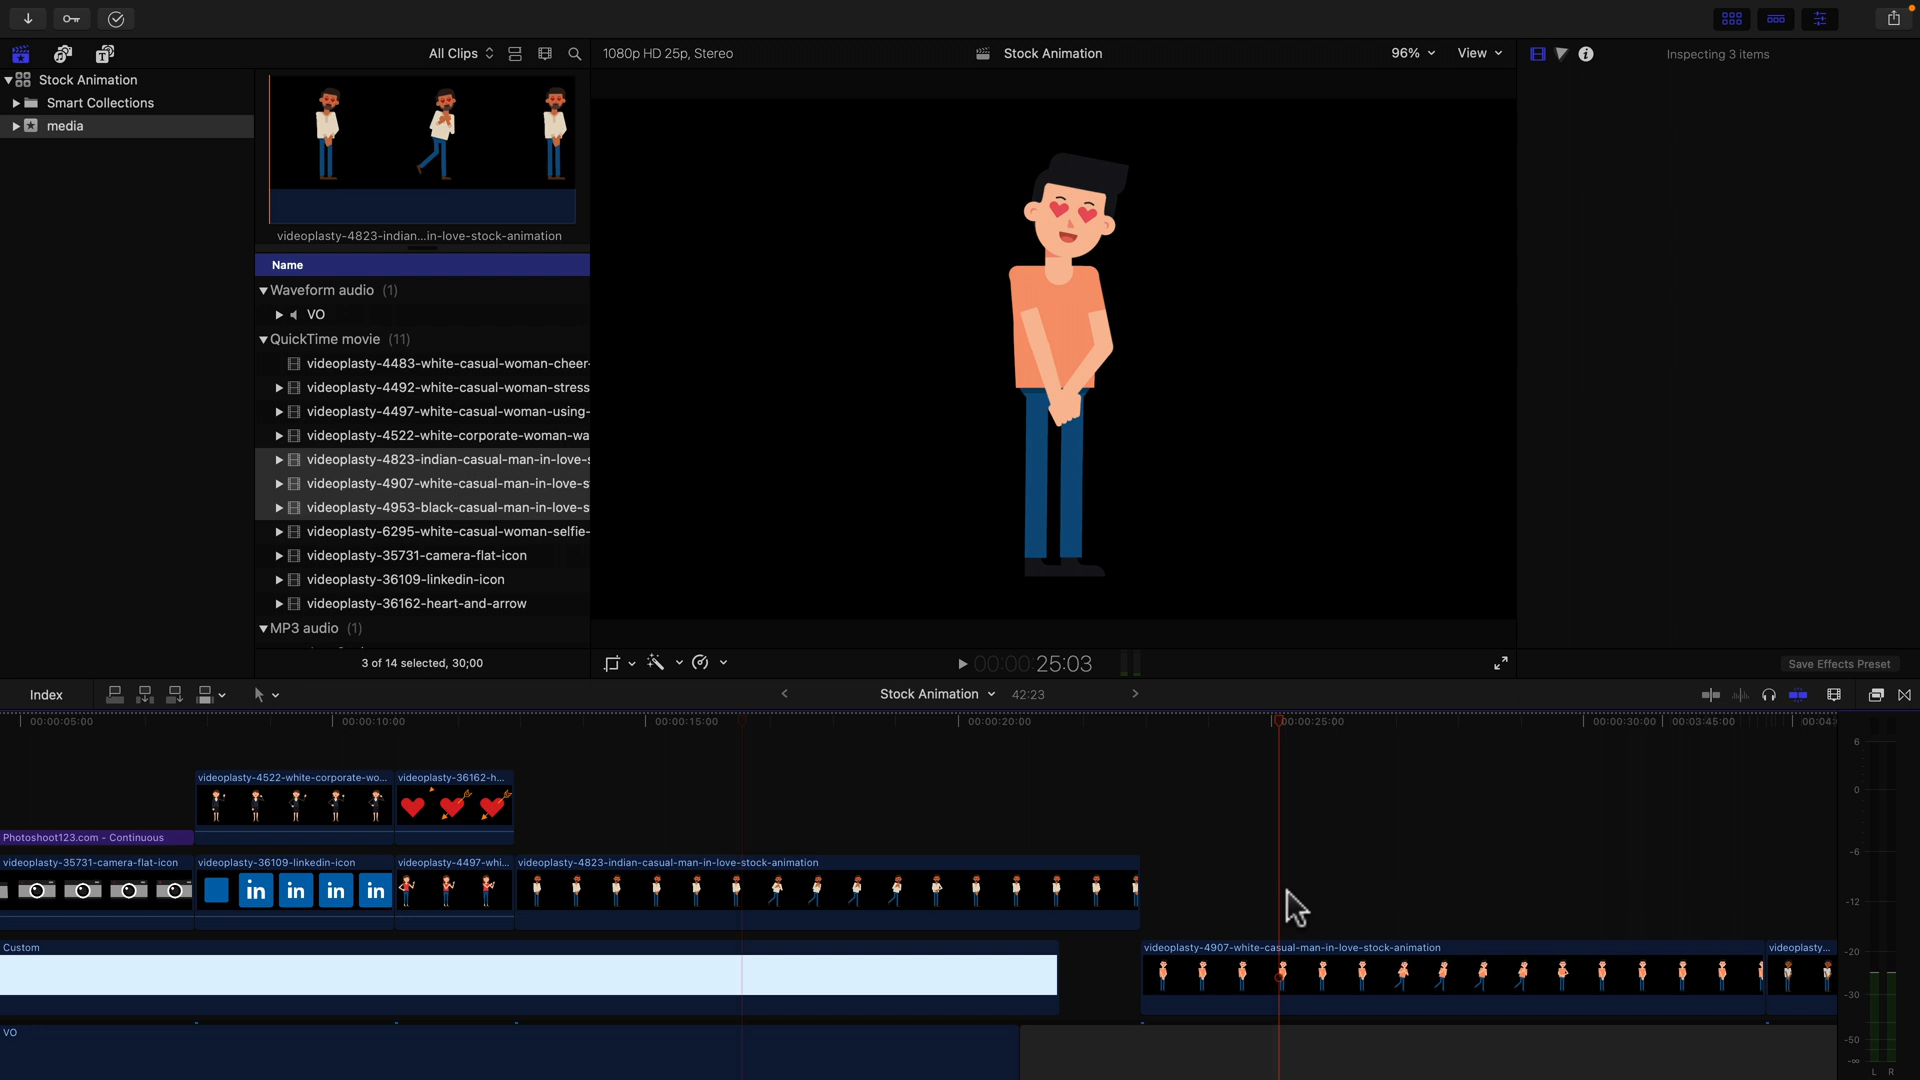 All Clips
1080p HD 25p, Stereo
Stock Animation
96%
View
Inspecting 3 items
Stock Animation
Smart Collections
media
videoplasty-4823-indian...in-love-stock-animation
Name
Waveform audio (1)
VO
QuickTime movie (11)
videoplasty-4483-white-casual-woman-cheer-
videoplasty-4492-white-casual-woman-stress
videoplasty-4497-white-casual-woman-using-
videoplasty-4522-white-corporate-woman-wa
videoplasty-4823-indian-casual-man-in-love-s
videoplasty-4907-white-casual-man-in-love-s
videoplasty-4953-black-casual-man-in-love-s
videoplasty-6295-white-casual-woman-selfie-
videoplasty-35731-camera-flat-icon
videoplasty-36109-linkedin-icon
videoplasty-36162-heart-and-arrow
MP3 audio (1)
3 of 14 selected, 30;00
00:00:25:03
Save Effects Preset
Index
Stock Animation 42:23
00:00:05:00 00:00:10:00 00:00:15:00 00:00:20:00 00:00:25:00 00:00:30:00 00:03:45:00 00:04:
videoplasty-4522-white-corporate-wo... videoplasty-36162-h...
Photoshoot123.com - Continuous
videoplasty-35731-camera-flat-icon videoplasty-36109-linkedin-icon videoplasty-4497-whi... videoplasty-4823-indian-casual-man-in-love-stock-animation
in in in in
Custom
videoplasty-4907-white-casual-man-in-love-stock-animation videoplasty...
VO
6
0
-6
-12
-20
-30
-50
-∞
L R